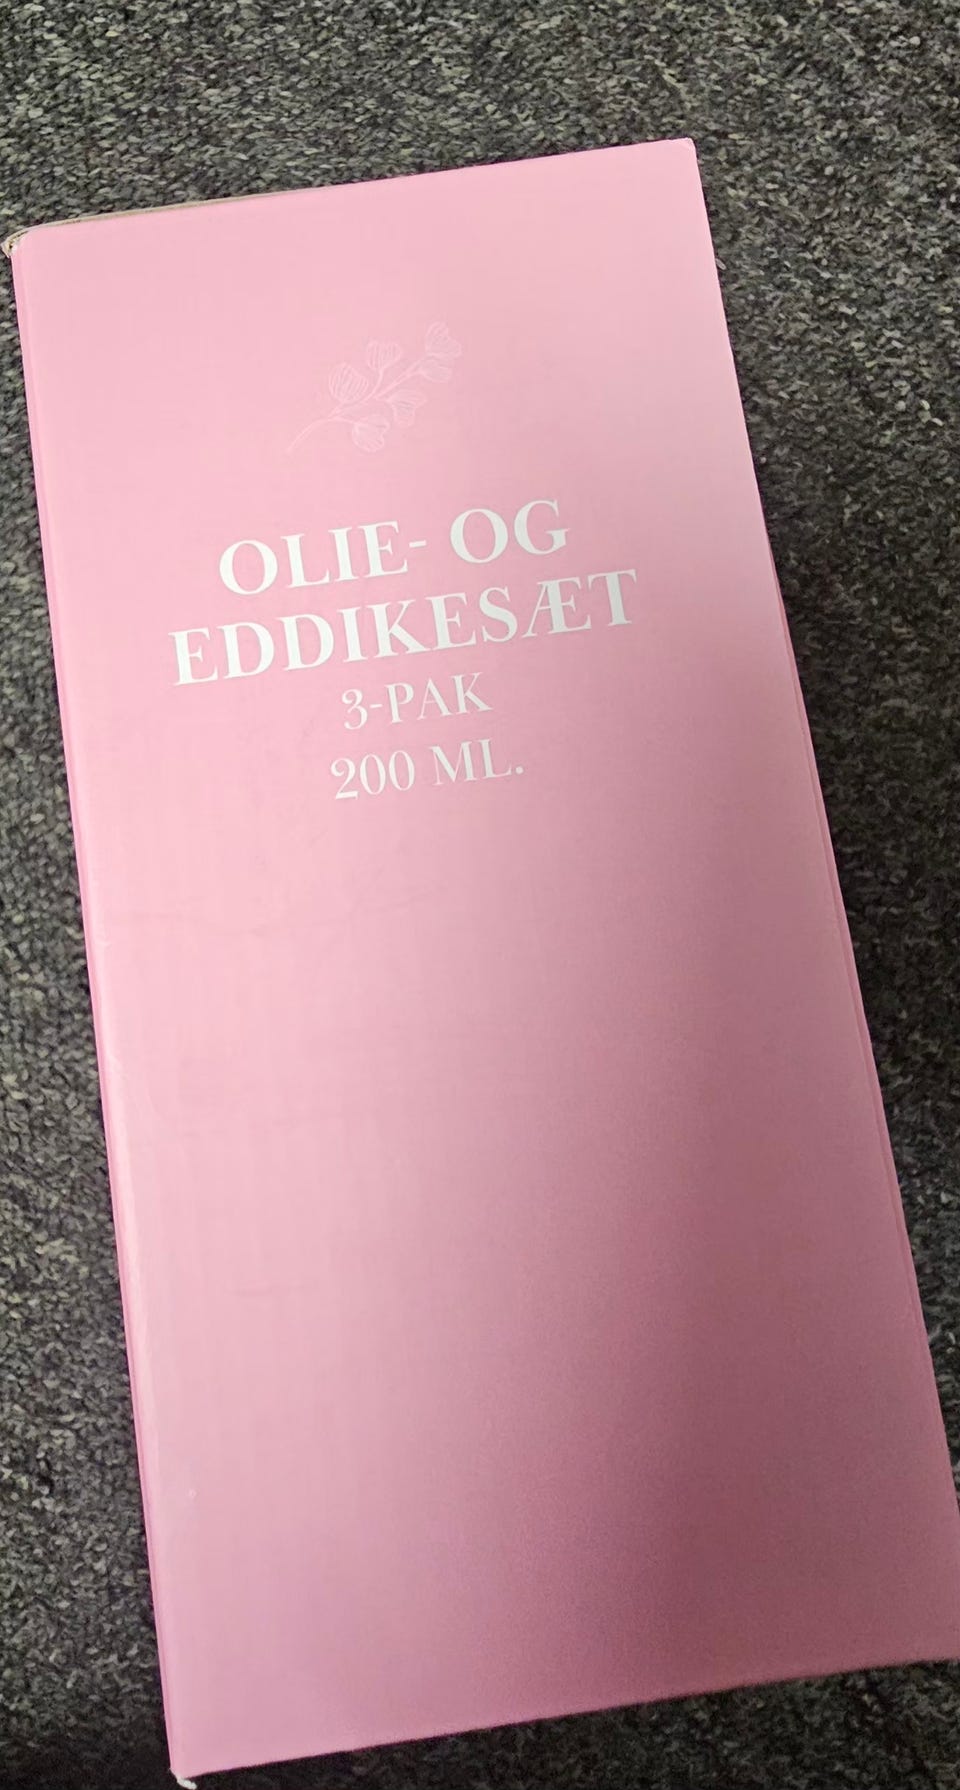 OLIE- OG
EDDIKESÆT
3-PAK
200 ML.